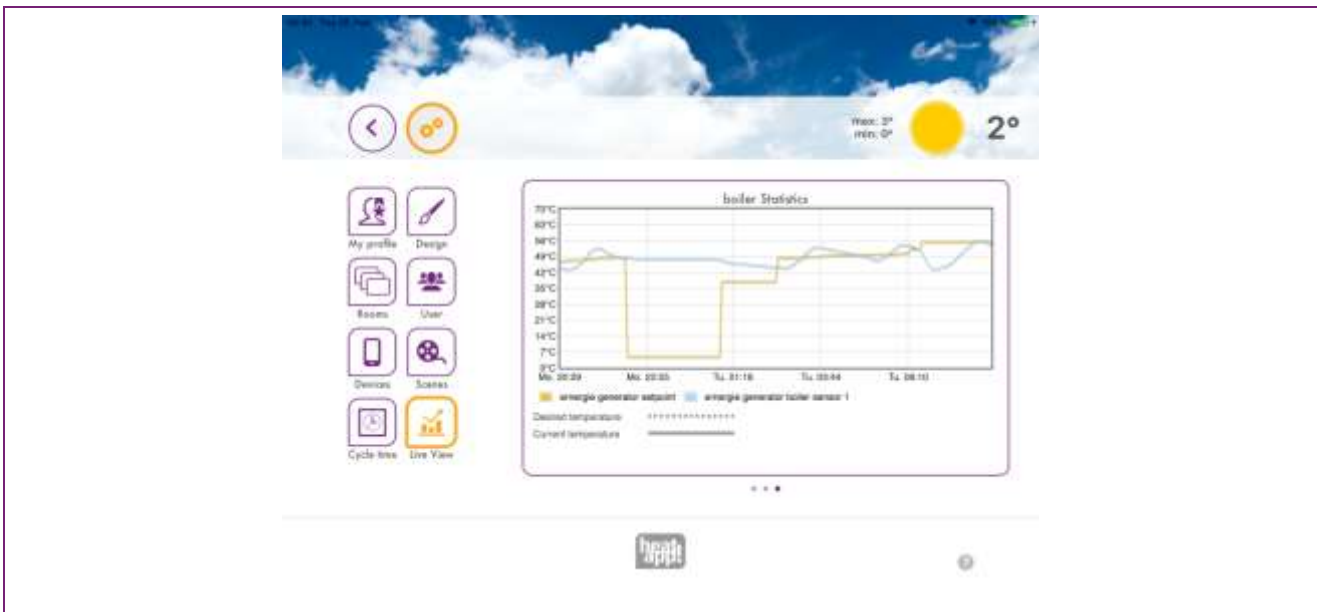 max: 3°
min: 0°
2°
My profile
Design
Rooms
User
Devices
Scenes
Cycle time
Live View
boiler Statistics
70°C
63°C
56°C
49°C
42°C
35°C
28°C
21°C
14°C
7°C
0°C
Mo. 20:29 Mo. 22:55 Tu. 01:18 Tu. 03:44 Tu. 06:10
energie generator setpoint energie generator boiler sensor 1
Desired temperature
Current temperature
heat
app!
?